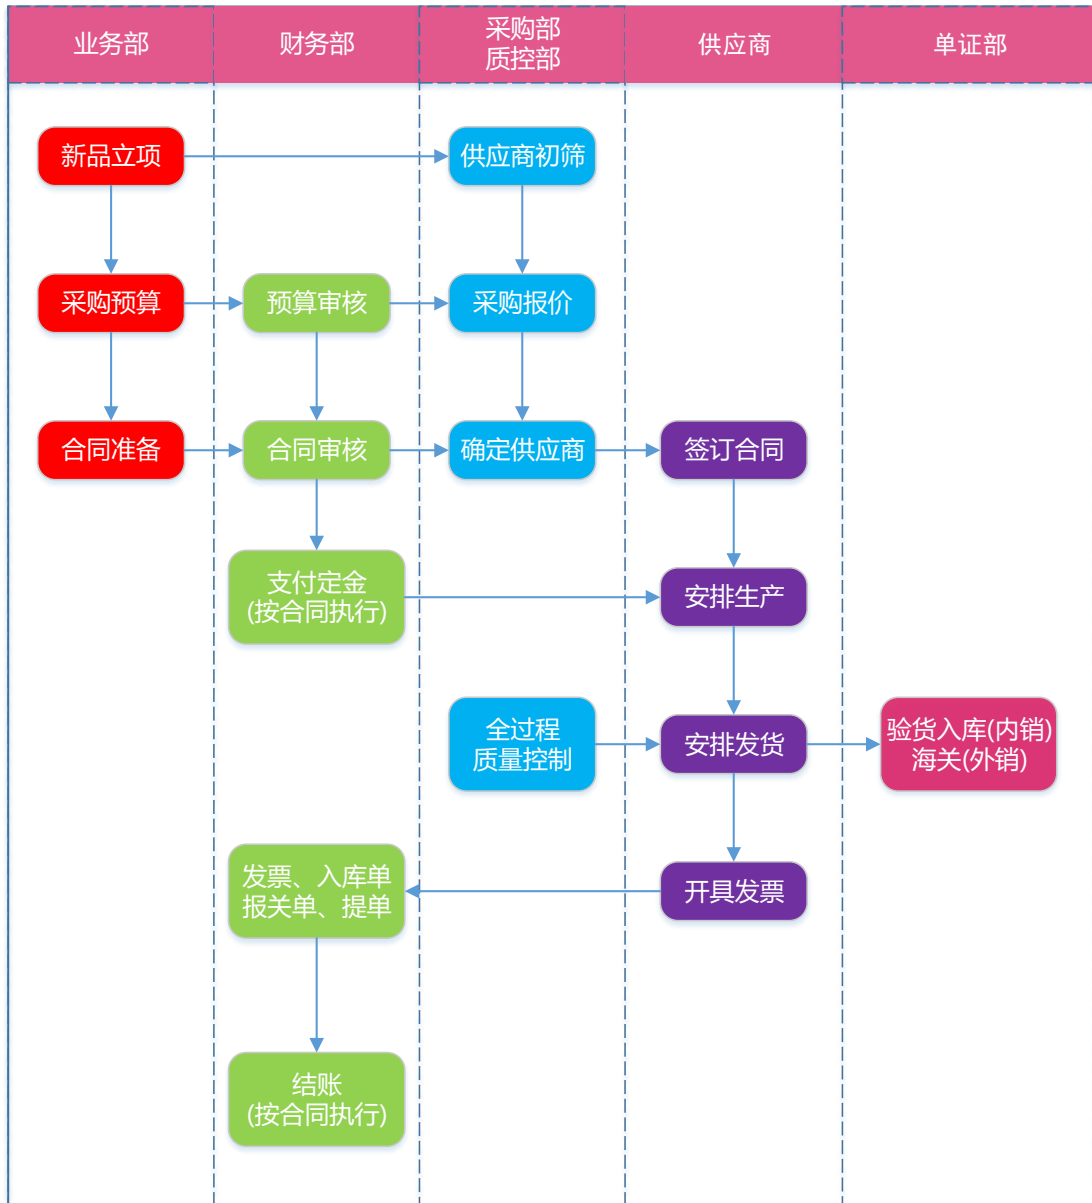 业务部
财务部
采购部
质控部
供应商
单证部
新品立项
供应商初筛
采购预算
预算审核
采购报价
合同准备
合同审核
确定供应商
签订合同
支付定金
(按合同执行)
安排生产
全过程
质量控制
安排发货
验货入库(内销)
海关(外销)
发票、入库单
报关单、提单
开具发票
结账
(按合同执行)